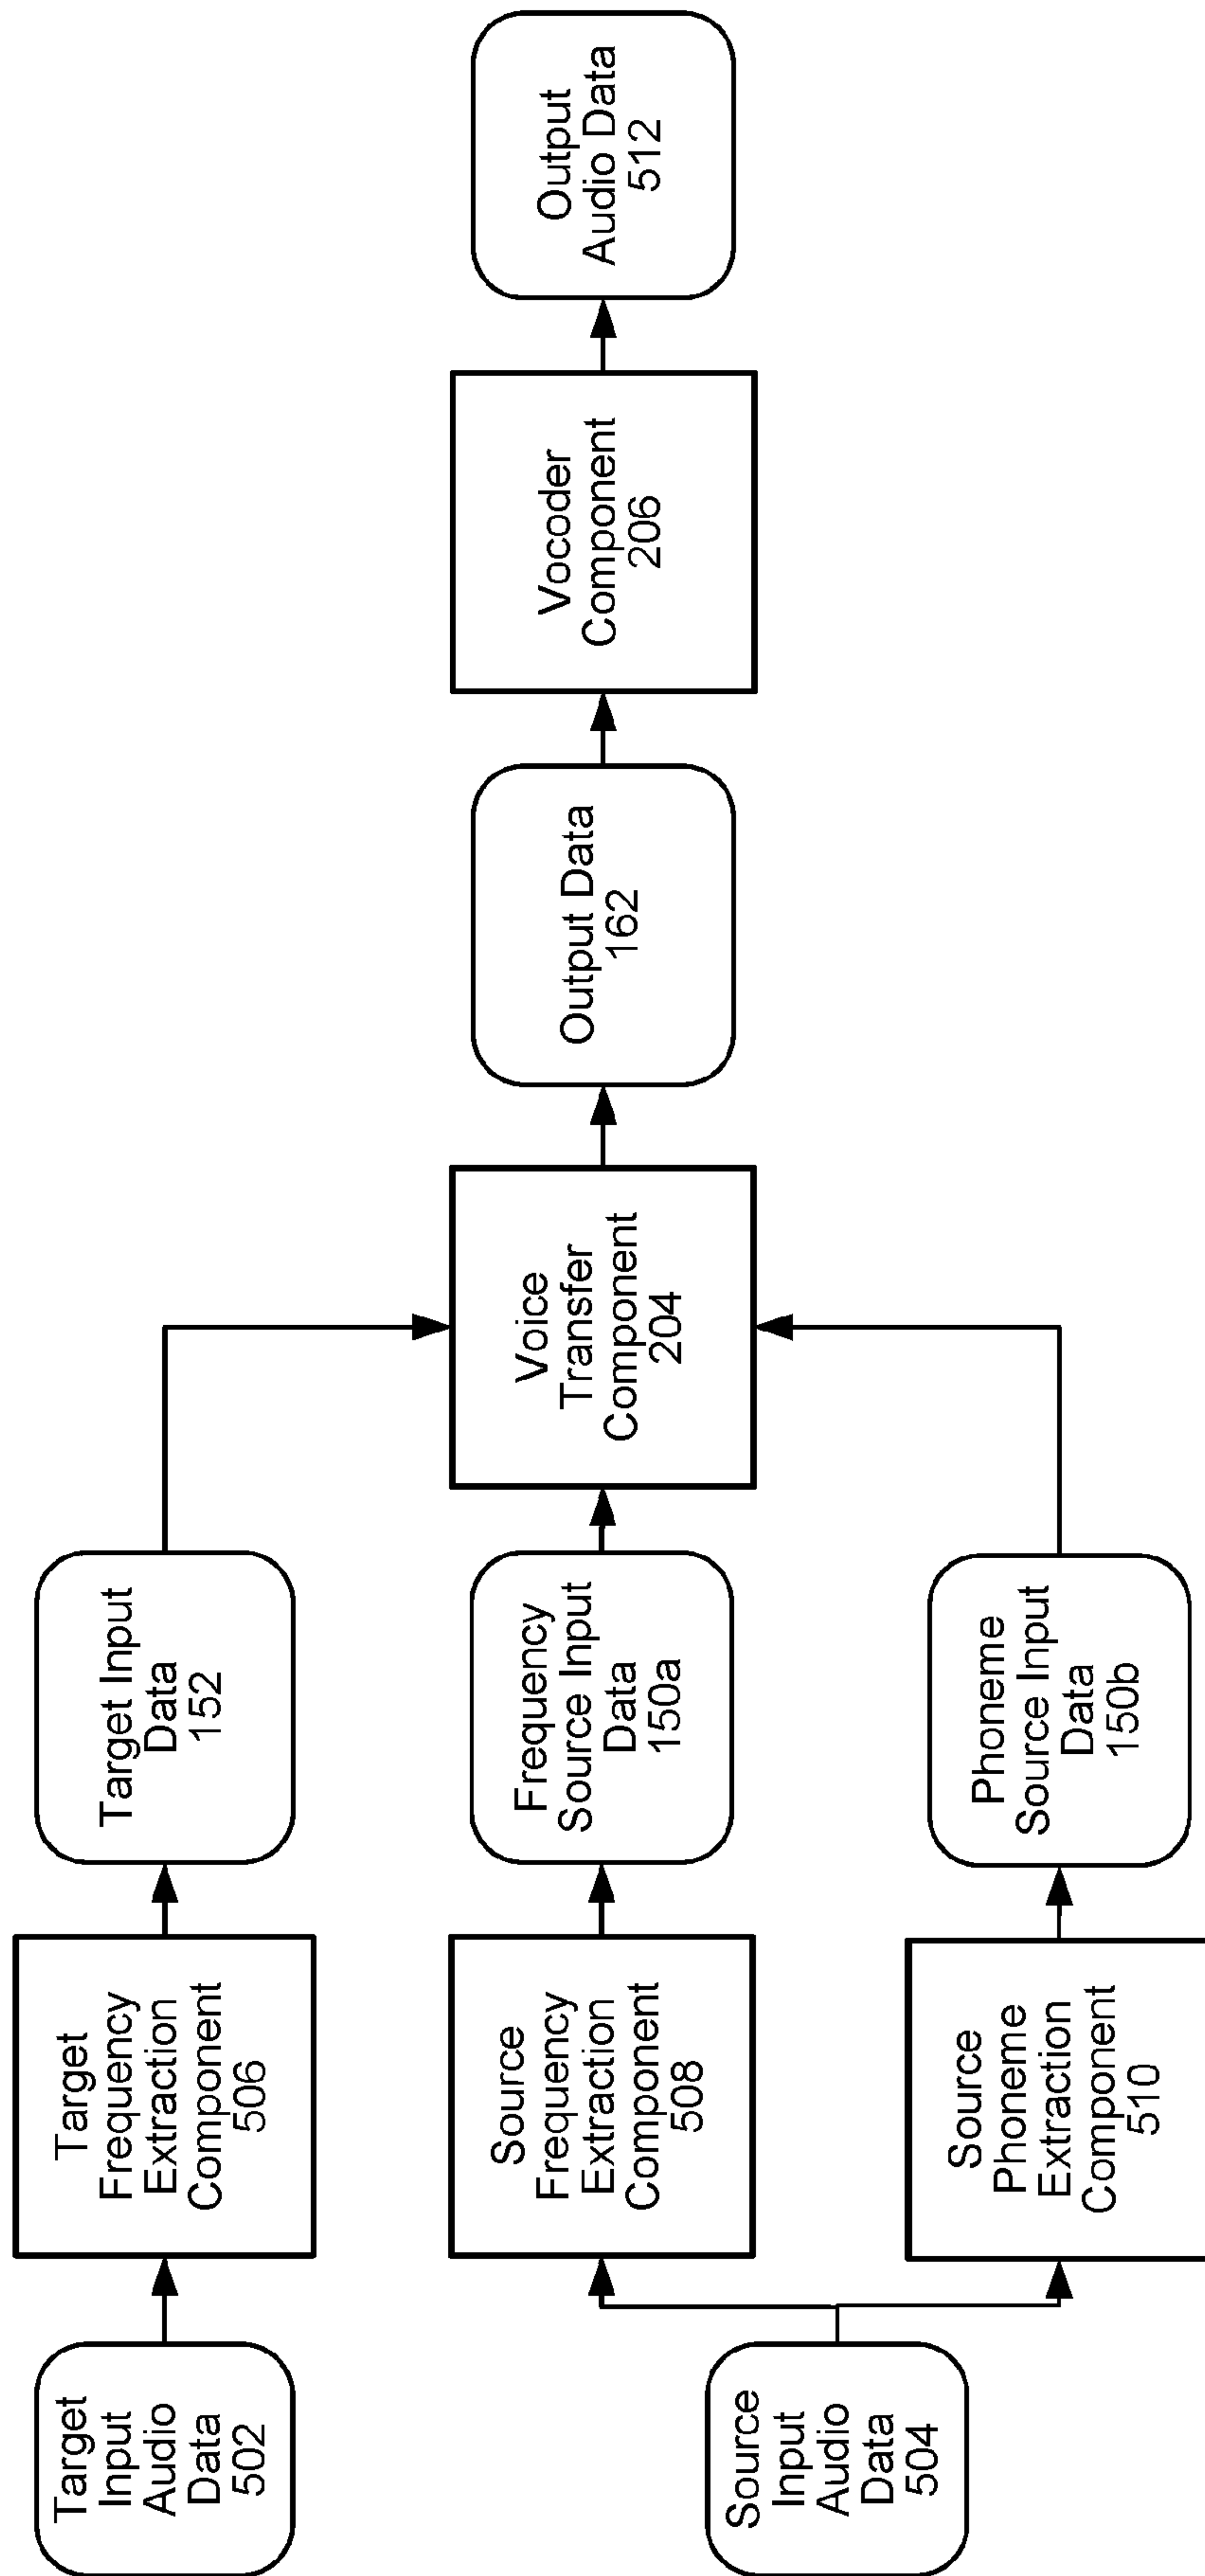 Target
Input
Audio
Data
502
Target
Frequency
Extraction
Component
506
Target Input
Data
152
Source
Input
Audio
Data
504
Source
Frequency
Extraction
Component
508
Frequency
Source Input
Data
150a
Source
Phoneme
Extraction
Component
510
Phoneme
Source Input
Data
150b
Voice
Transfer
Component
204
Output Data
162
Vocoder
Component
206
Output
Audio Data
512